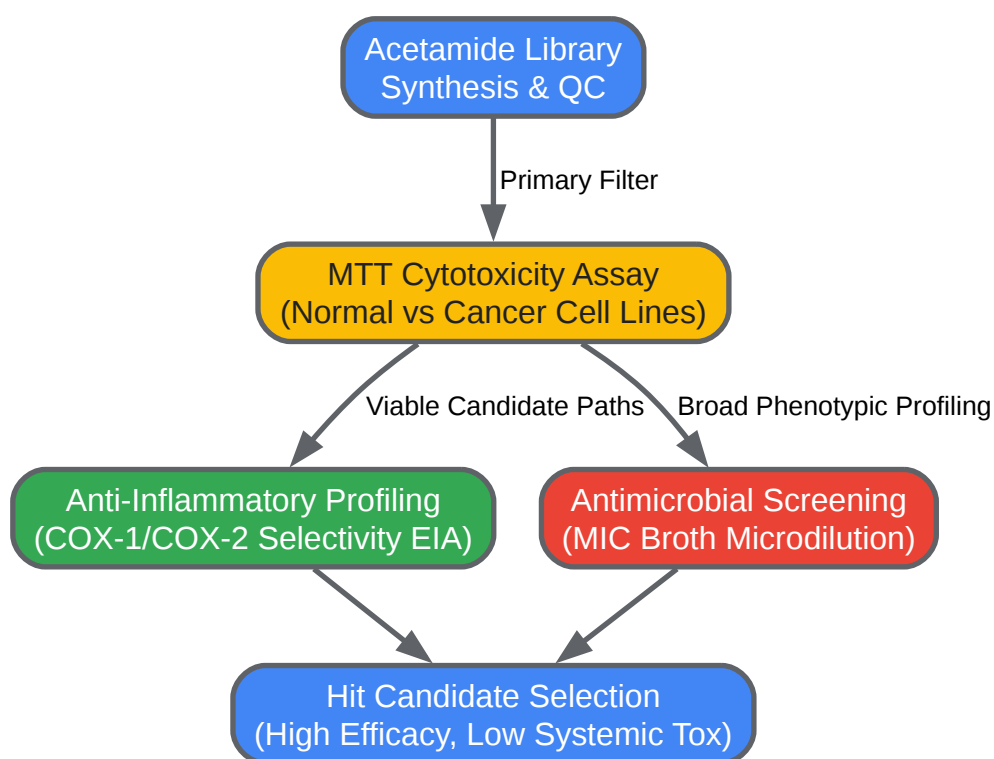 Acetamide Library
Synthesis & QC
Primary Filter
MTT Cytotoxicity Assay
(Normal vs Cancer Cell Lines)
Viable Candidate Paths
Broad Phenotypic Profiling
Anti-Inflammatory Profiling
(COX-1/COX-2 Selectivity EIA)
Antimicrobial Screening
(MIC Broth Microdilution)
Hit Candidate Selection
(High Efficacy, Low Systemic Tox)